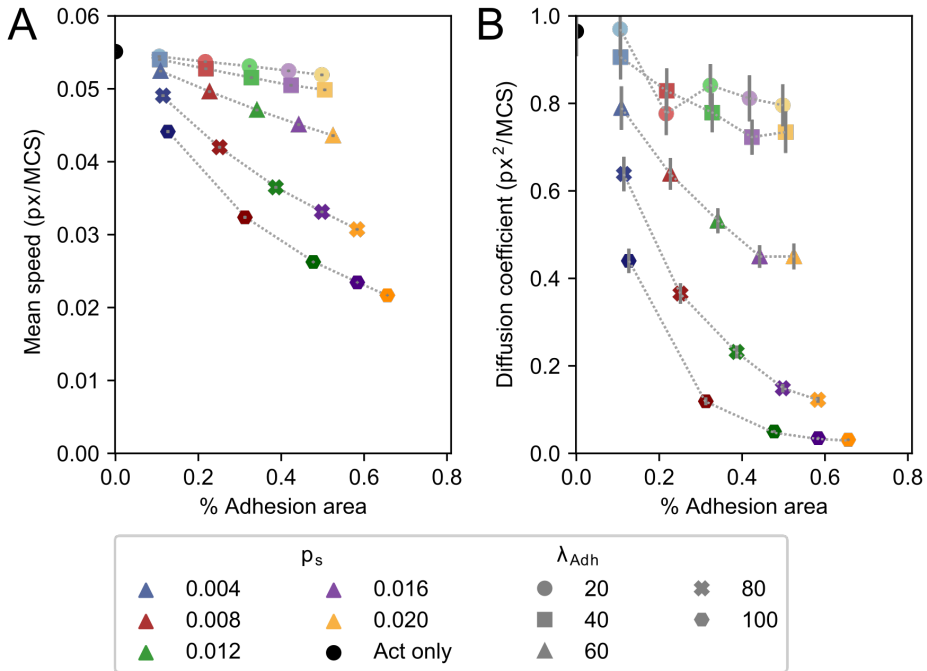 A
B
Mean speed (px/MCS)
0.06
0.05
0.04
0.03
0.02
0.01
0.00
0.0 0.2 0.4 0.6 0.8
% Adhesion area
Diffusion coefficient (px²/MCS)
1.0
0.8
0.6
0.4
0.2
0.0
0.0 0.2 0.4 0.6 0.8
% Adhesion area
pₛ
0.004
0.008
0.012
0.016
0.020
Act only
λAdh
20
40
60
80
100